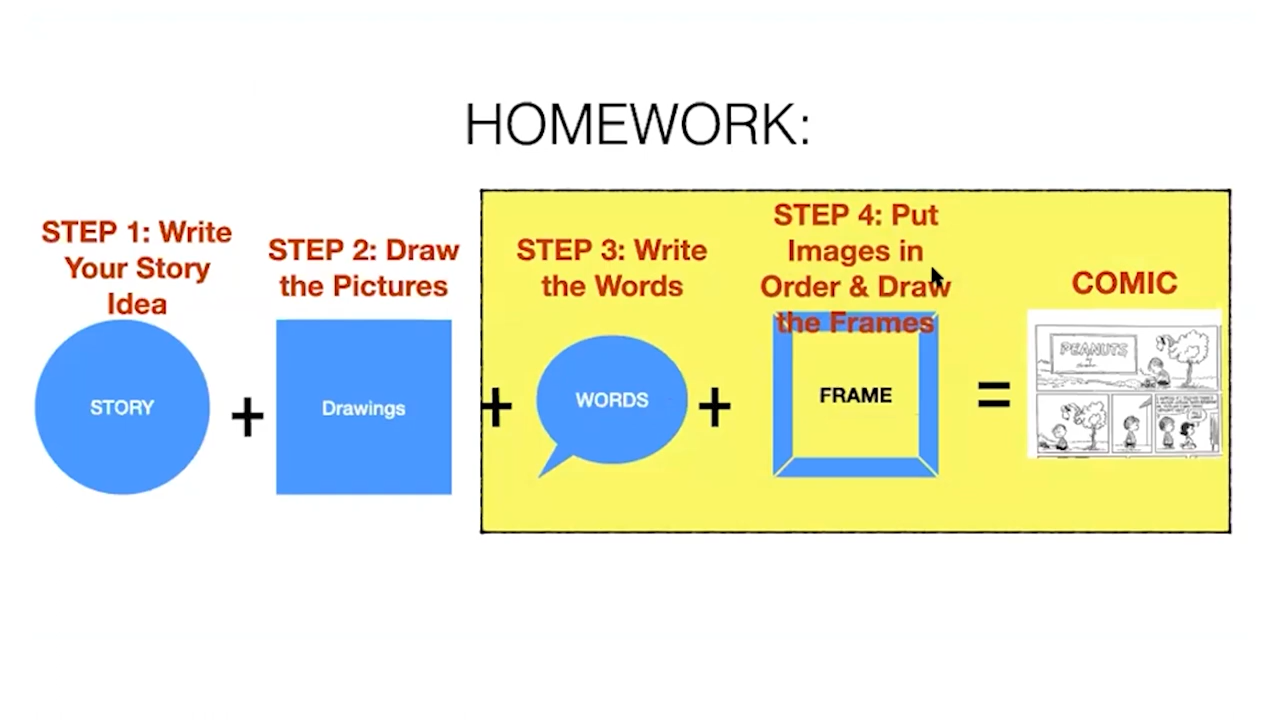 HOMEWORK:
STEP 1: Write
Your Story
Idea
STORY
+
STEP 2: Draw
the Pictures
Drawings
+
STEP 3: Write
the Words
WORDS
+
STEP 4: Put
Images in
Order & Draw
the Frames
FRAME
=
COMIC
PEANUTS